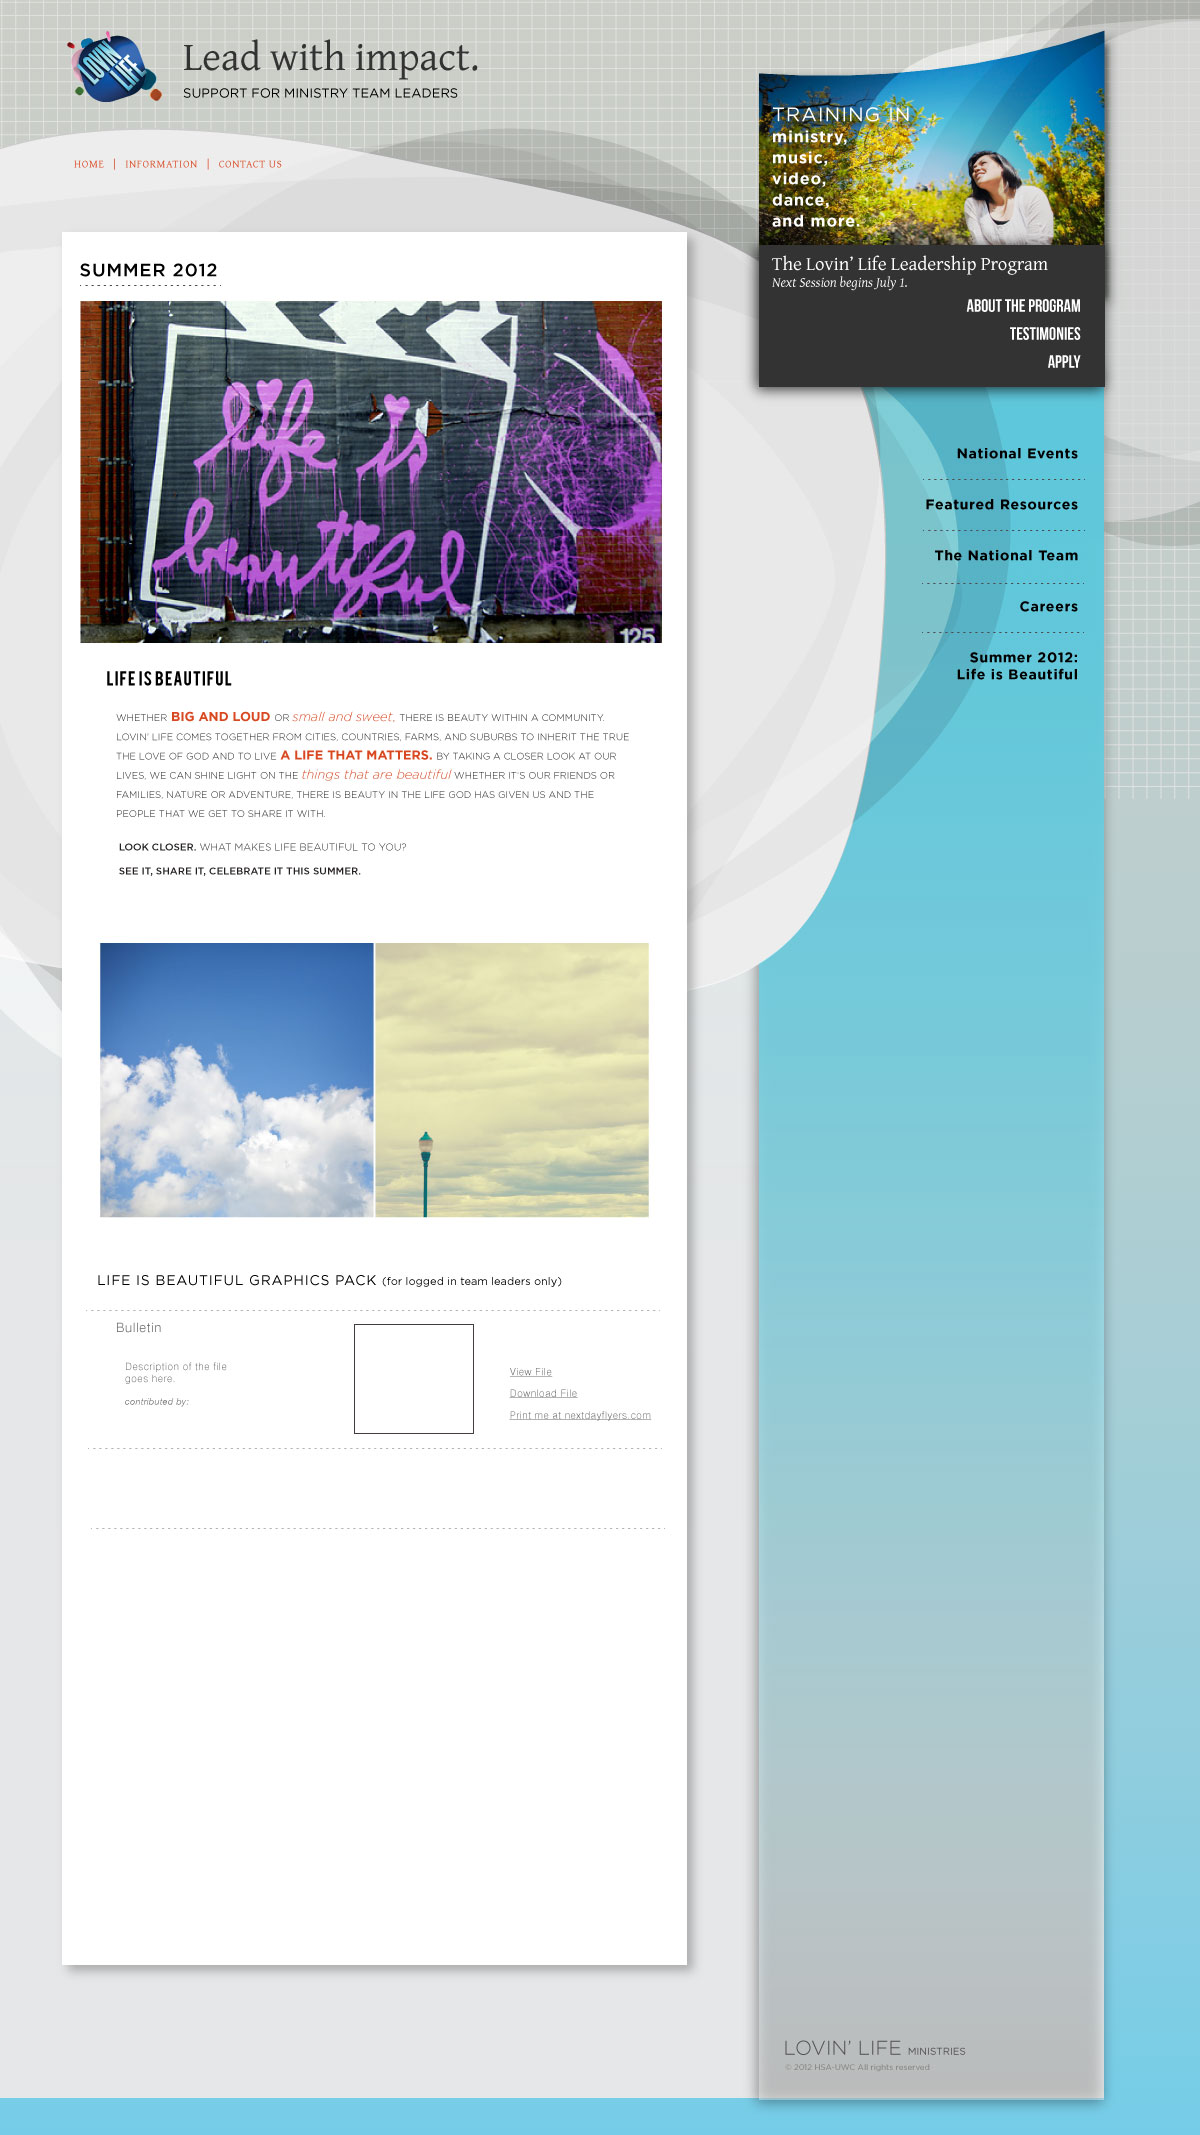 LOVIN LIFE
Lead with impact.
SUPPORT FOR MINISTRY TEAM LEADERS
HOME | INFORMATION | CONTACT US
TRAINING IN
ministry,
music,
video,
dance,
and more.
The Lovin' Life Leadership Program
Next Session begins July 1.
ABOUT THE PROGRAM
TESTIMONIES
APPLY
National Events
Featured Resources
The National Team
Careers
Summer 2012:
Life is Beautiful
SUMMER 2012
life is
beautiful
125
LIFE IS BEAUTIFUL
WHETHER BIG AND LOUD OR small and sweet, THERE IS BEAUTY WITHIN A COMMUNITY.
LOVIN' LIFE COMES TOGETHER FROM CITIES, COUNTRIES, FARMS, AND SUBURBS TO INHERIT THE TRUE
THE LOVE OF GOD AND TO LIVE A LIFE THAT MATTERS. BY TAKING A CLOSER LOOK AT OUR
LIVES, WE CAN SHINE LIGHT ON THE things that are beautiful WHETHER IT'S OUR FRIENDS OR
FAMILIES, NATURE OR ADVENTURE, THERE IS BEAUTY IN THE LIFE GOD HAS GIVEN US AND THE
PEOPLE THAT WE GET TO SHARE IT WITH.
LOOK CLOSER. WHAT MAKES LIFE BEAUTIFUL TO YOU?
SEE IT, SHARE IT, CELEBRATE IT THIS SUMMER.
LIFE IS BEAUTIFUL GRAPHICS PACK (for logged in team leaders only)
Bulletin
Description of the file
goes here.
contributed by:
View File
Download File
Print me at nextdayflyers.com
LOVIN' LIFE MINISTRIES
© 2012 HSA-UWC All rights reserved